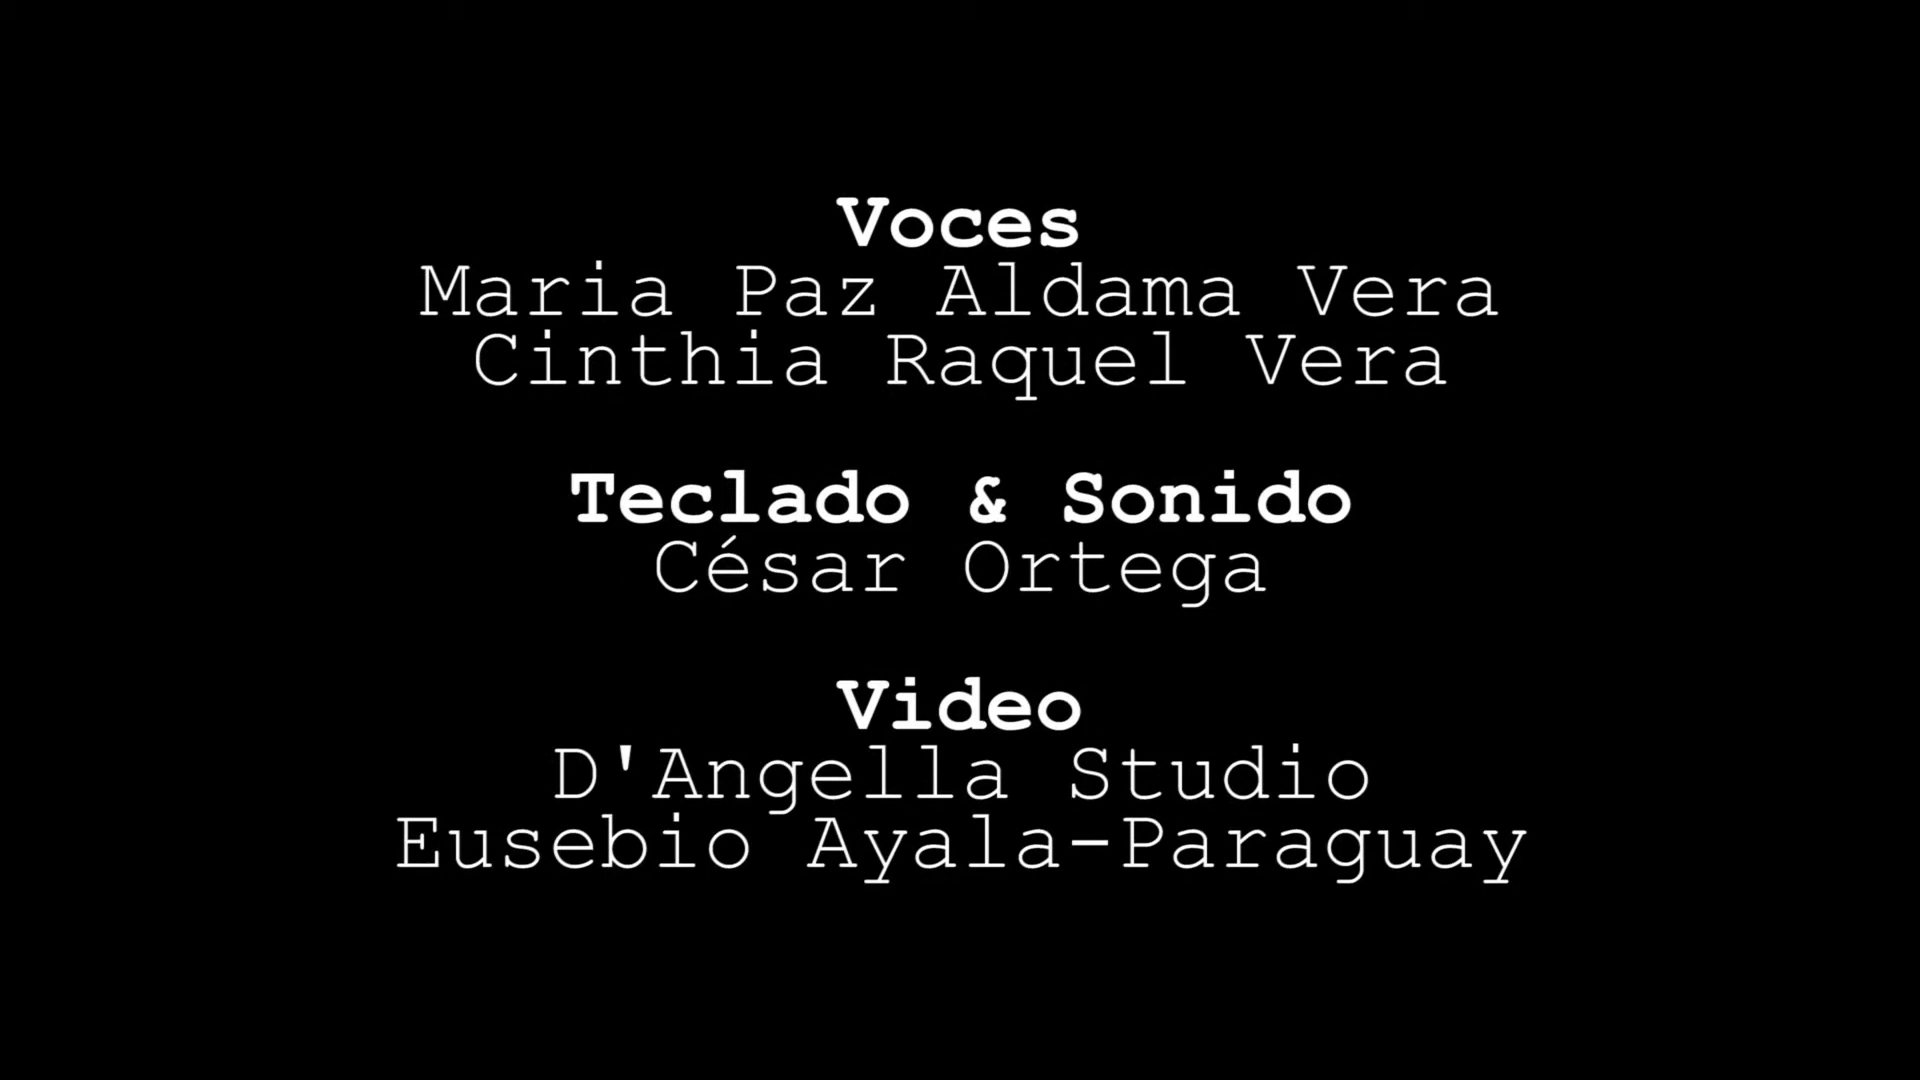 Voces
Maria Paz Aldama Vera
Cinthia Raquel Vera
Teclado & Sonido
César Ortega
Video
D'Angella Studio
Eusebio Ayala-Paraguay